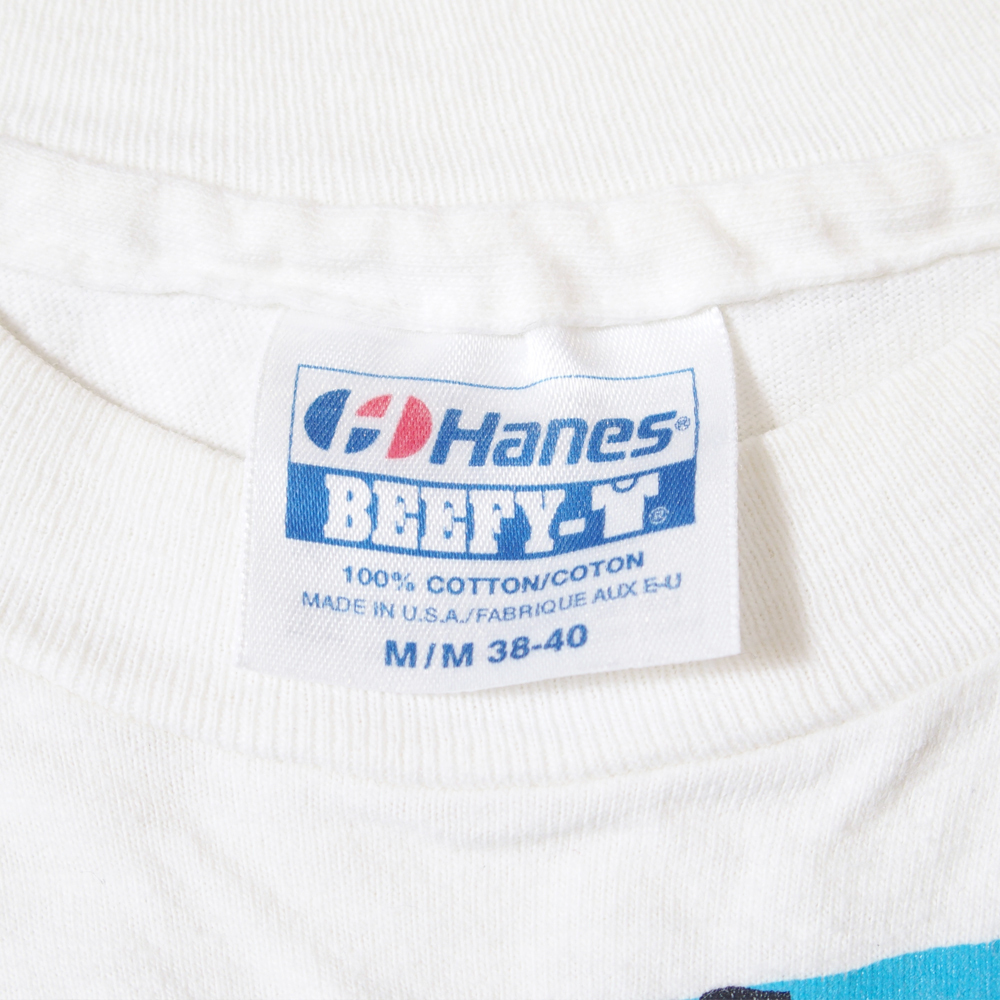 Hanes®
BEEFY-T®
100% COTTON/COTON
MADE IN U.S.A./FABRIQUE AUX E-U
M/M 38-40